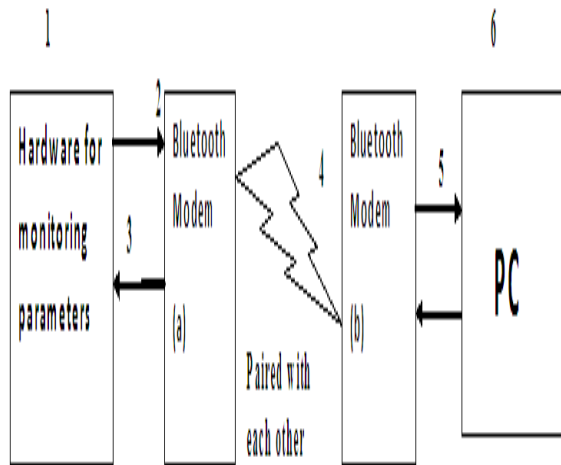 1
6
2
Hardware for
monitoring
parameters
3
Bluetooth
Modem
(a)
4
Paired with
each other
Bluetooth
Modem
(b)
5
PC